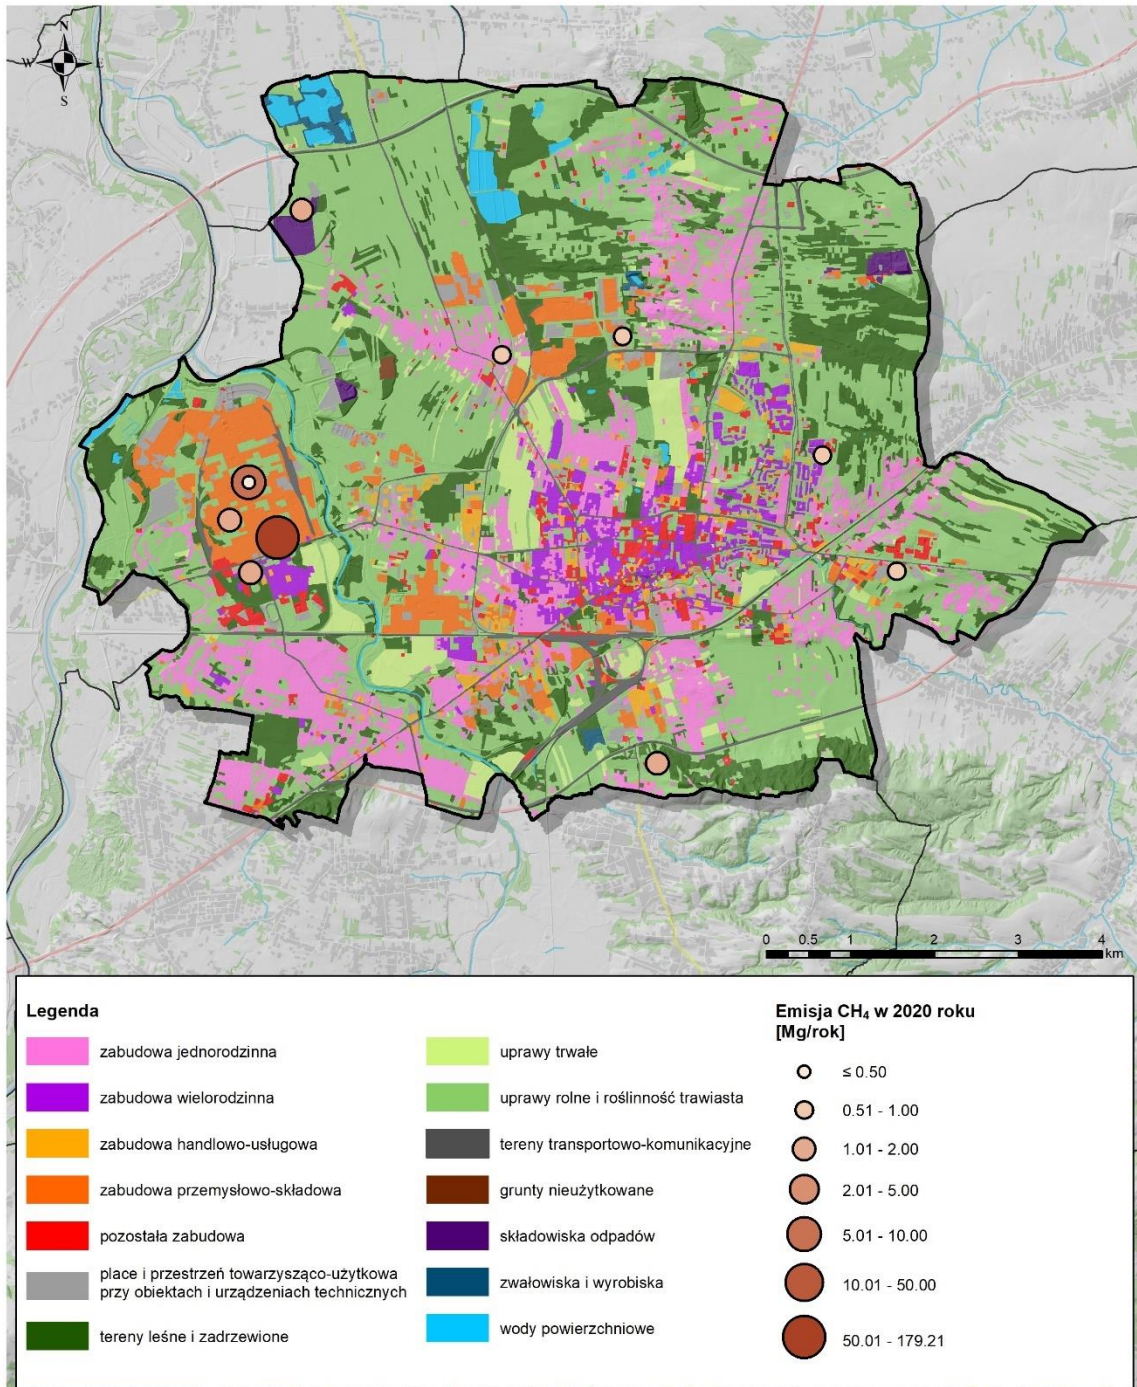 N
W E
S
0 0.5 1 2 3 4
km
Legenda
zabudowa jednorodzinna
zabudowa wielorodzinna
zabudowa handlowo-usługowa
zabudowa przemysłowo-składowa
pozostała zabudowa
place i przestrzeń towarzysząco-użytkowa
przy obiektach i urządzeniach technicznych
tereny leśne i zadrzewione
uprawy trwałe
uprawy rolne i roślinność trawiasta
tereny transportowo-komunikacyjne
grunty nieużytkowane
składowiska odpadów
zwałowiska i wyrobiska
wody powierzchniowe
Emisja CH₄ w 2020 roku
[Mg/rok]
≤ 0.50
0.51 - 1.00
1.01 - 2.00
2.01 - 5.00
5.01 - 10.00
10.01 - 50.00
50.01 - 179.21